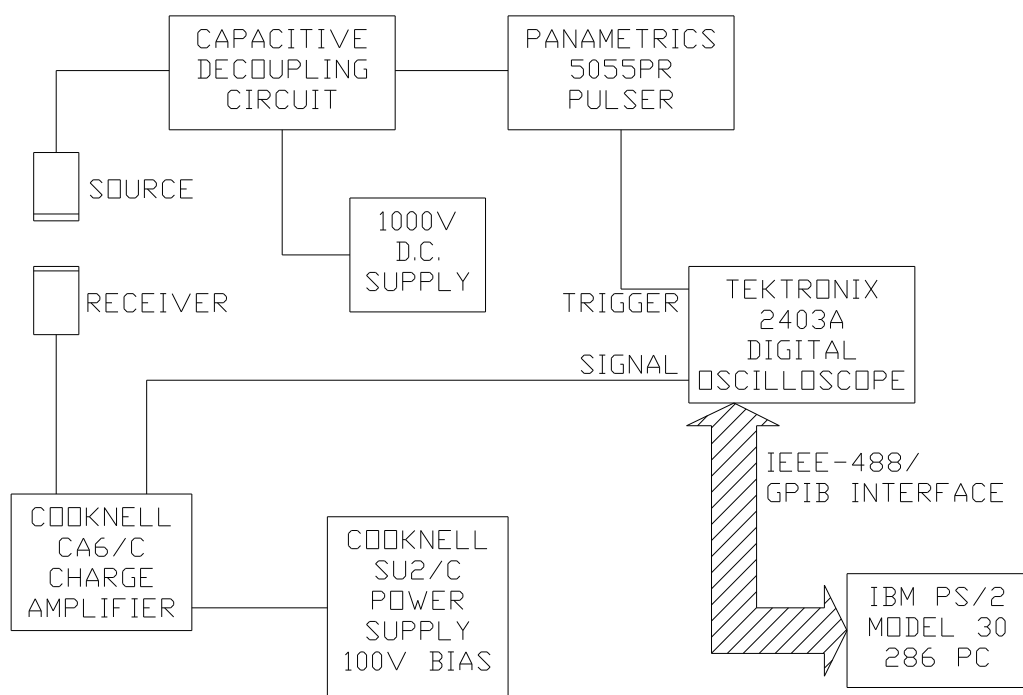 CAPACITIVE
DECOUPLING
CIRCUIT
PANAMETRICS
5055PR
PULSER
SOURCE
1000V
D.C.
SUPPLY
RECEIVER
TRIGGER
TEKTRONIX
2403A
DIGITAL
OSCILLOSCOPE
SIGNAL
IEEE-488/
GPIB INTERFACE
COOKNELL
CA6/C
CHARGE
AMPLIFIER
COOKNELL
SU2/C
POWER
SUPPLY
100V BIAS
IBM PS/2
MODEL 30
286 PC